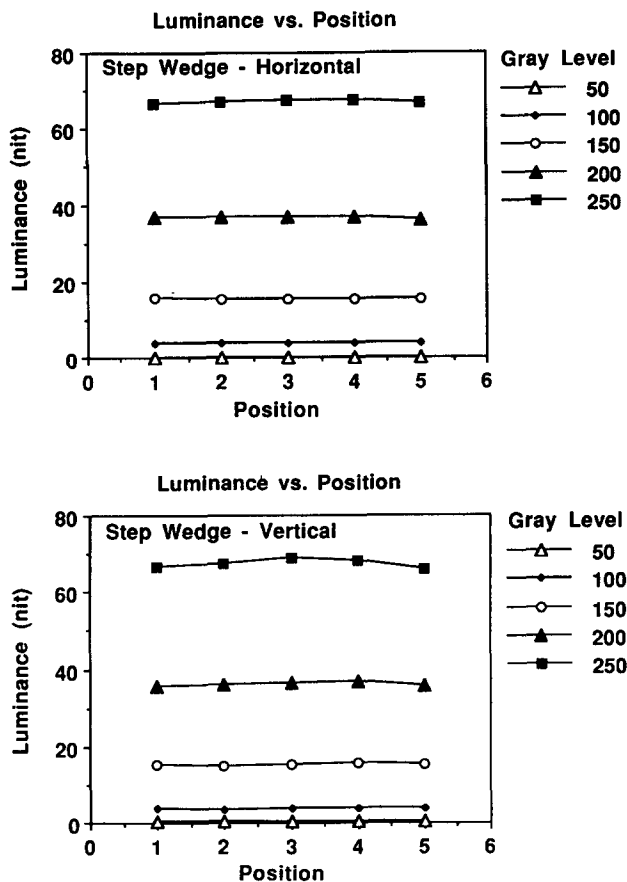 Luminance vs. Position
Step Wedge - Horizontal
Gray Level
50
100
150
200
250
Luminance (nit)
80
60
40
20
0
0 1 2 3 4 5 6
Position
Luminance vs. Position
Step Wedge - Vertical
Gray Level
50
100
150
200
250
Luminance (nit)
80
60
40
20
0
0 1 2 3 4 5 6
Position